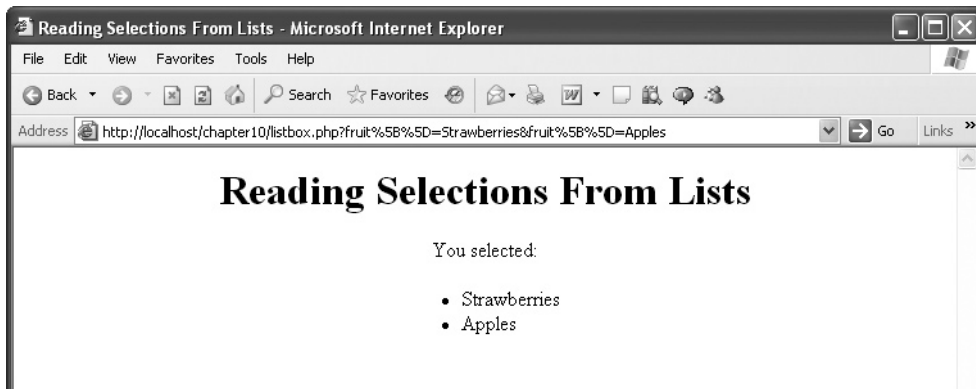 Reading Selections From Lists - Microsoft Internet Explorer
File Edit View Favorites Tools Help
Back Search Favorites W
Address http://localhost/chapter10/listbox.php?fruit%5B%5D=Strawberries&fruit%5B%5D=Apples Go Links »
Reading Selections From Lists
You selected:
• Strawberries
• Apples